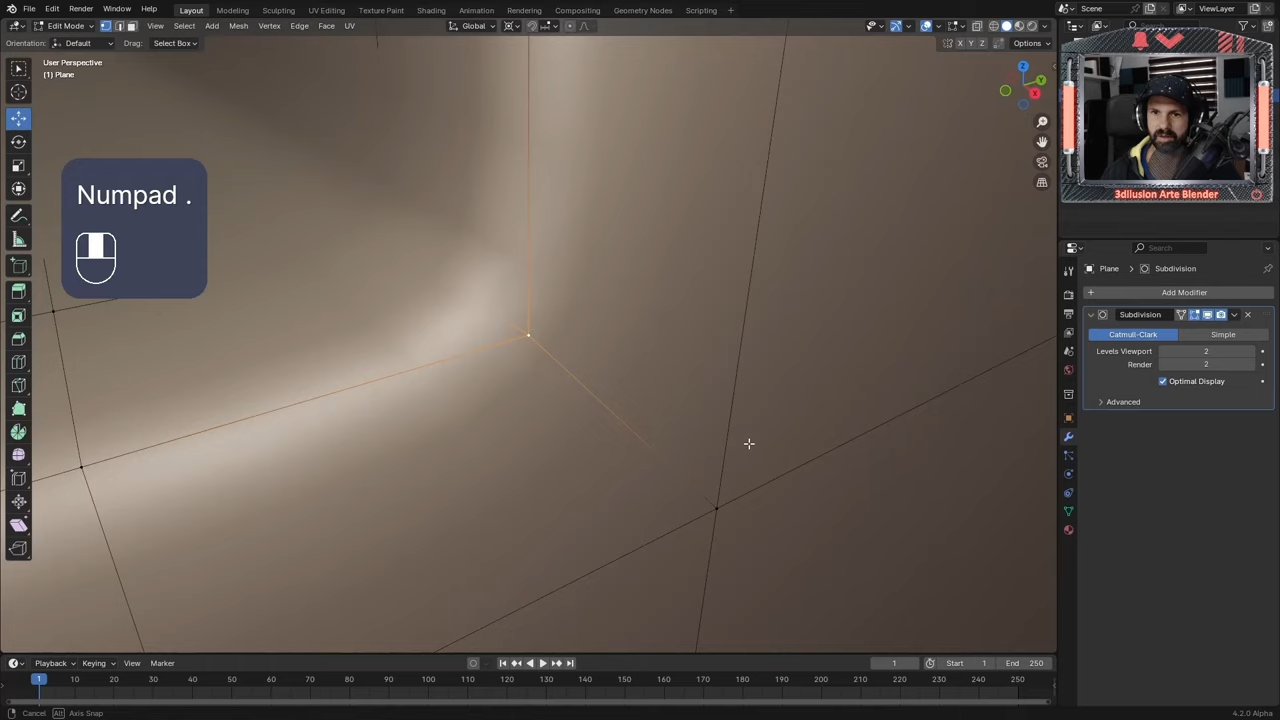 File Edit Render Window Help
Layout Modeling Sculpting UV Editing Texture Paint Shading Animation Rendering Compositing Geometry Nodes Scripting +
Scene ViewLayer
Edit Mode View Select Add Mesh Vertex Edge Face UV Global
Search
Orientation: Default Drag: Select Box X Y Z Options
User Perspective
(1) Plane
Z
Y
X
Numpad .
3dIlusion Arte Blender
Search
Plane > Subdivision
+ Add Modifier
Subdivision
Catmull-Clark Simple
Levels Viewport 2
Render 2
Optimal Display
Advanced
Playback Keying View Marker 1 Start 1 End 250
1 10 20 30 40 50 60 70 80 90 100 110 120 130 140 150 160 170 180 190 200 210 220 230 240 250
Cancel Alt Axis Snap 4.2.0 Alpha